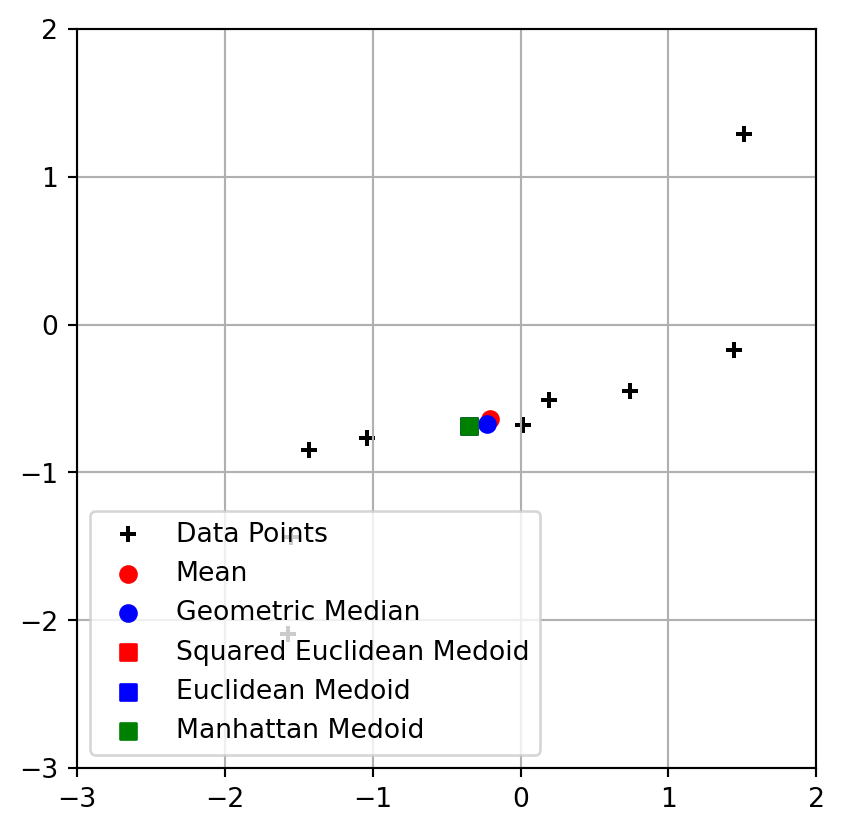 2
1
0
−1
−2
−3
Data Points
Mean
Geometric Median
Squared Euclidean Medoid
Euclidean Medoid
Manhattan Medoid
−3 −2 −1 0 1 2